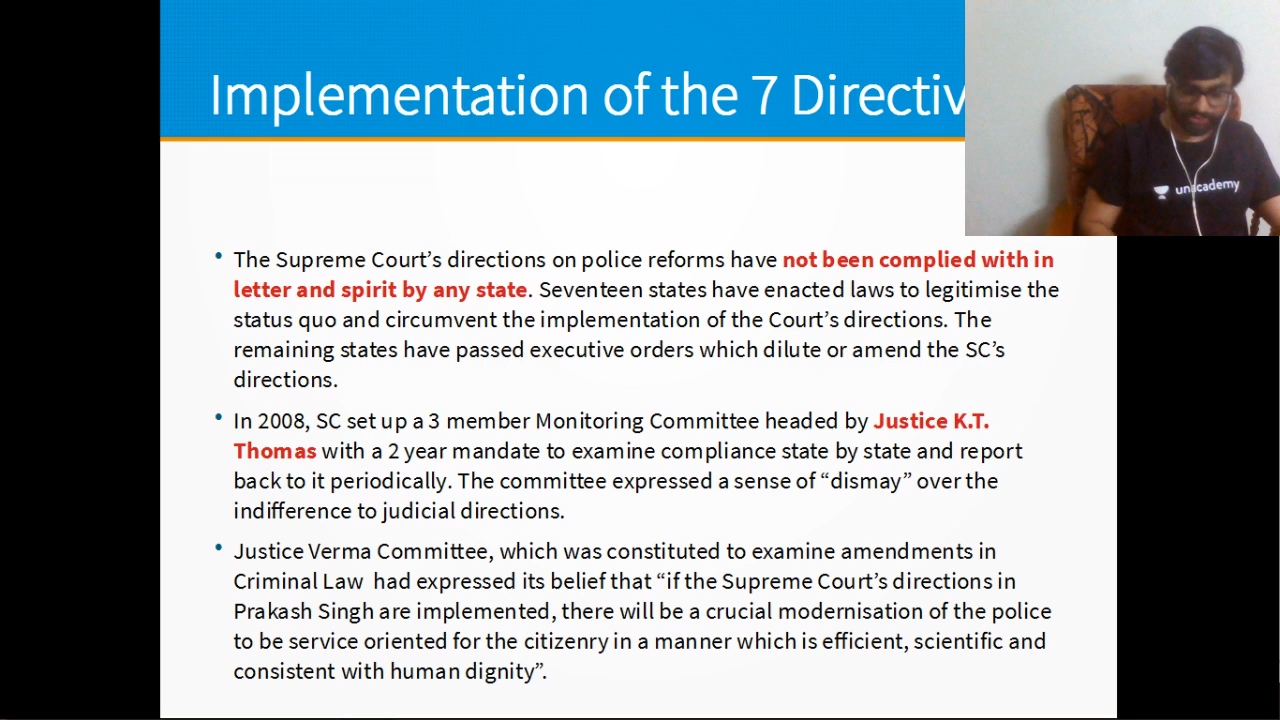 Implementation of the 7 Directiv
unacademy
• The Supreme Court’s directions on police reforms have not been complied with in
letter and spirit by any state. Seventeen states have enacted laws to legitimise the
status quo and circumvent the implementation of the Court’s directions. The
remaining states have passed executive orders which dilute or amend the SC’s
directions.
• In 2008, SC set up a 3 member Monitoring Committee headed by Justice K.T.
Thomas with a 2 year mandate to examine compliance state by state and report
back to it periodically. The committee expressed a sense of “dismay” over the
indifference to judicial directions.
• Justice Verma Committee, which was constituted to examine amendments in
Criminal Law had expressed its belief that “if the Supreme Court’s directions in
Prakash Singh are implemented, there will be a crucial modernisation of the police
to be service oriented for the citizenry in a manner which is efficient, scientific and
consistent with human dignity”.